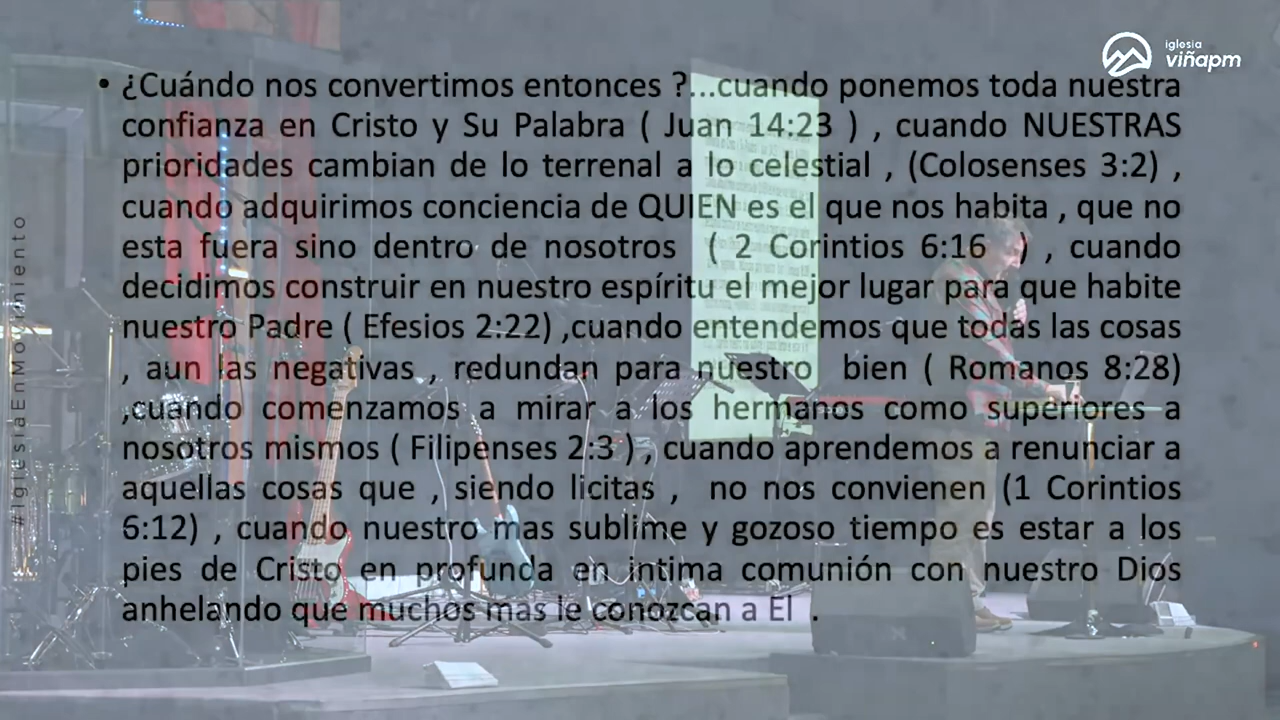 iglesia
viñapm
• ¿Cuándo nos convertimos entonces ?...cuando ponemos toda nuestra
confianza en Cristo y Su Palabra ( Juan 14:23 ) , cuando NUESTRAS
prioridades cambian de lo terrenal a lo celestial , (Colosenses 3:2) ,
cuando adquirimos conciencia de QUIEN es el que nos habita , que no
esta fuera sino dentro de nosotros ( 2 Corintios 6:16 ) , cuando
decidimos construir en nuestro espíritu el mejor lugar para que habite
nuestro Padre ( Efesios 2:22) ,cuando entendemos que todas las cosas
, aun las negativas , redundan para nuestro bien ( Romanos 8:28)
,cuando comenzamos a mirar a los hermanos como superiores a
nosotros mismos ( Filipenses 2:3 ) , cuando aprendemos a renunciar a
aquellas cosas que , siendo licitas , no nos convienen (1 Corintios
6:12) , cuando nuestro mas sublime y gozoso tiempo es estar a los
pies de Cristo en profunda en intima comunión con nuestro Dios
anhelando que muchos mas le conozcan a El .
#IglesiaEnMovimiento